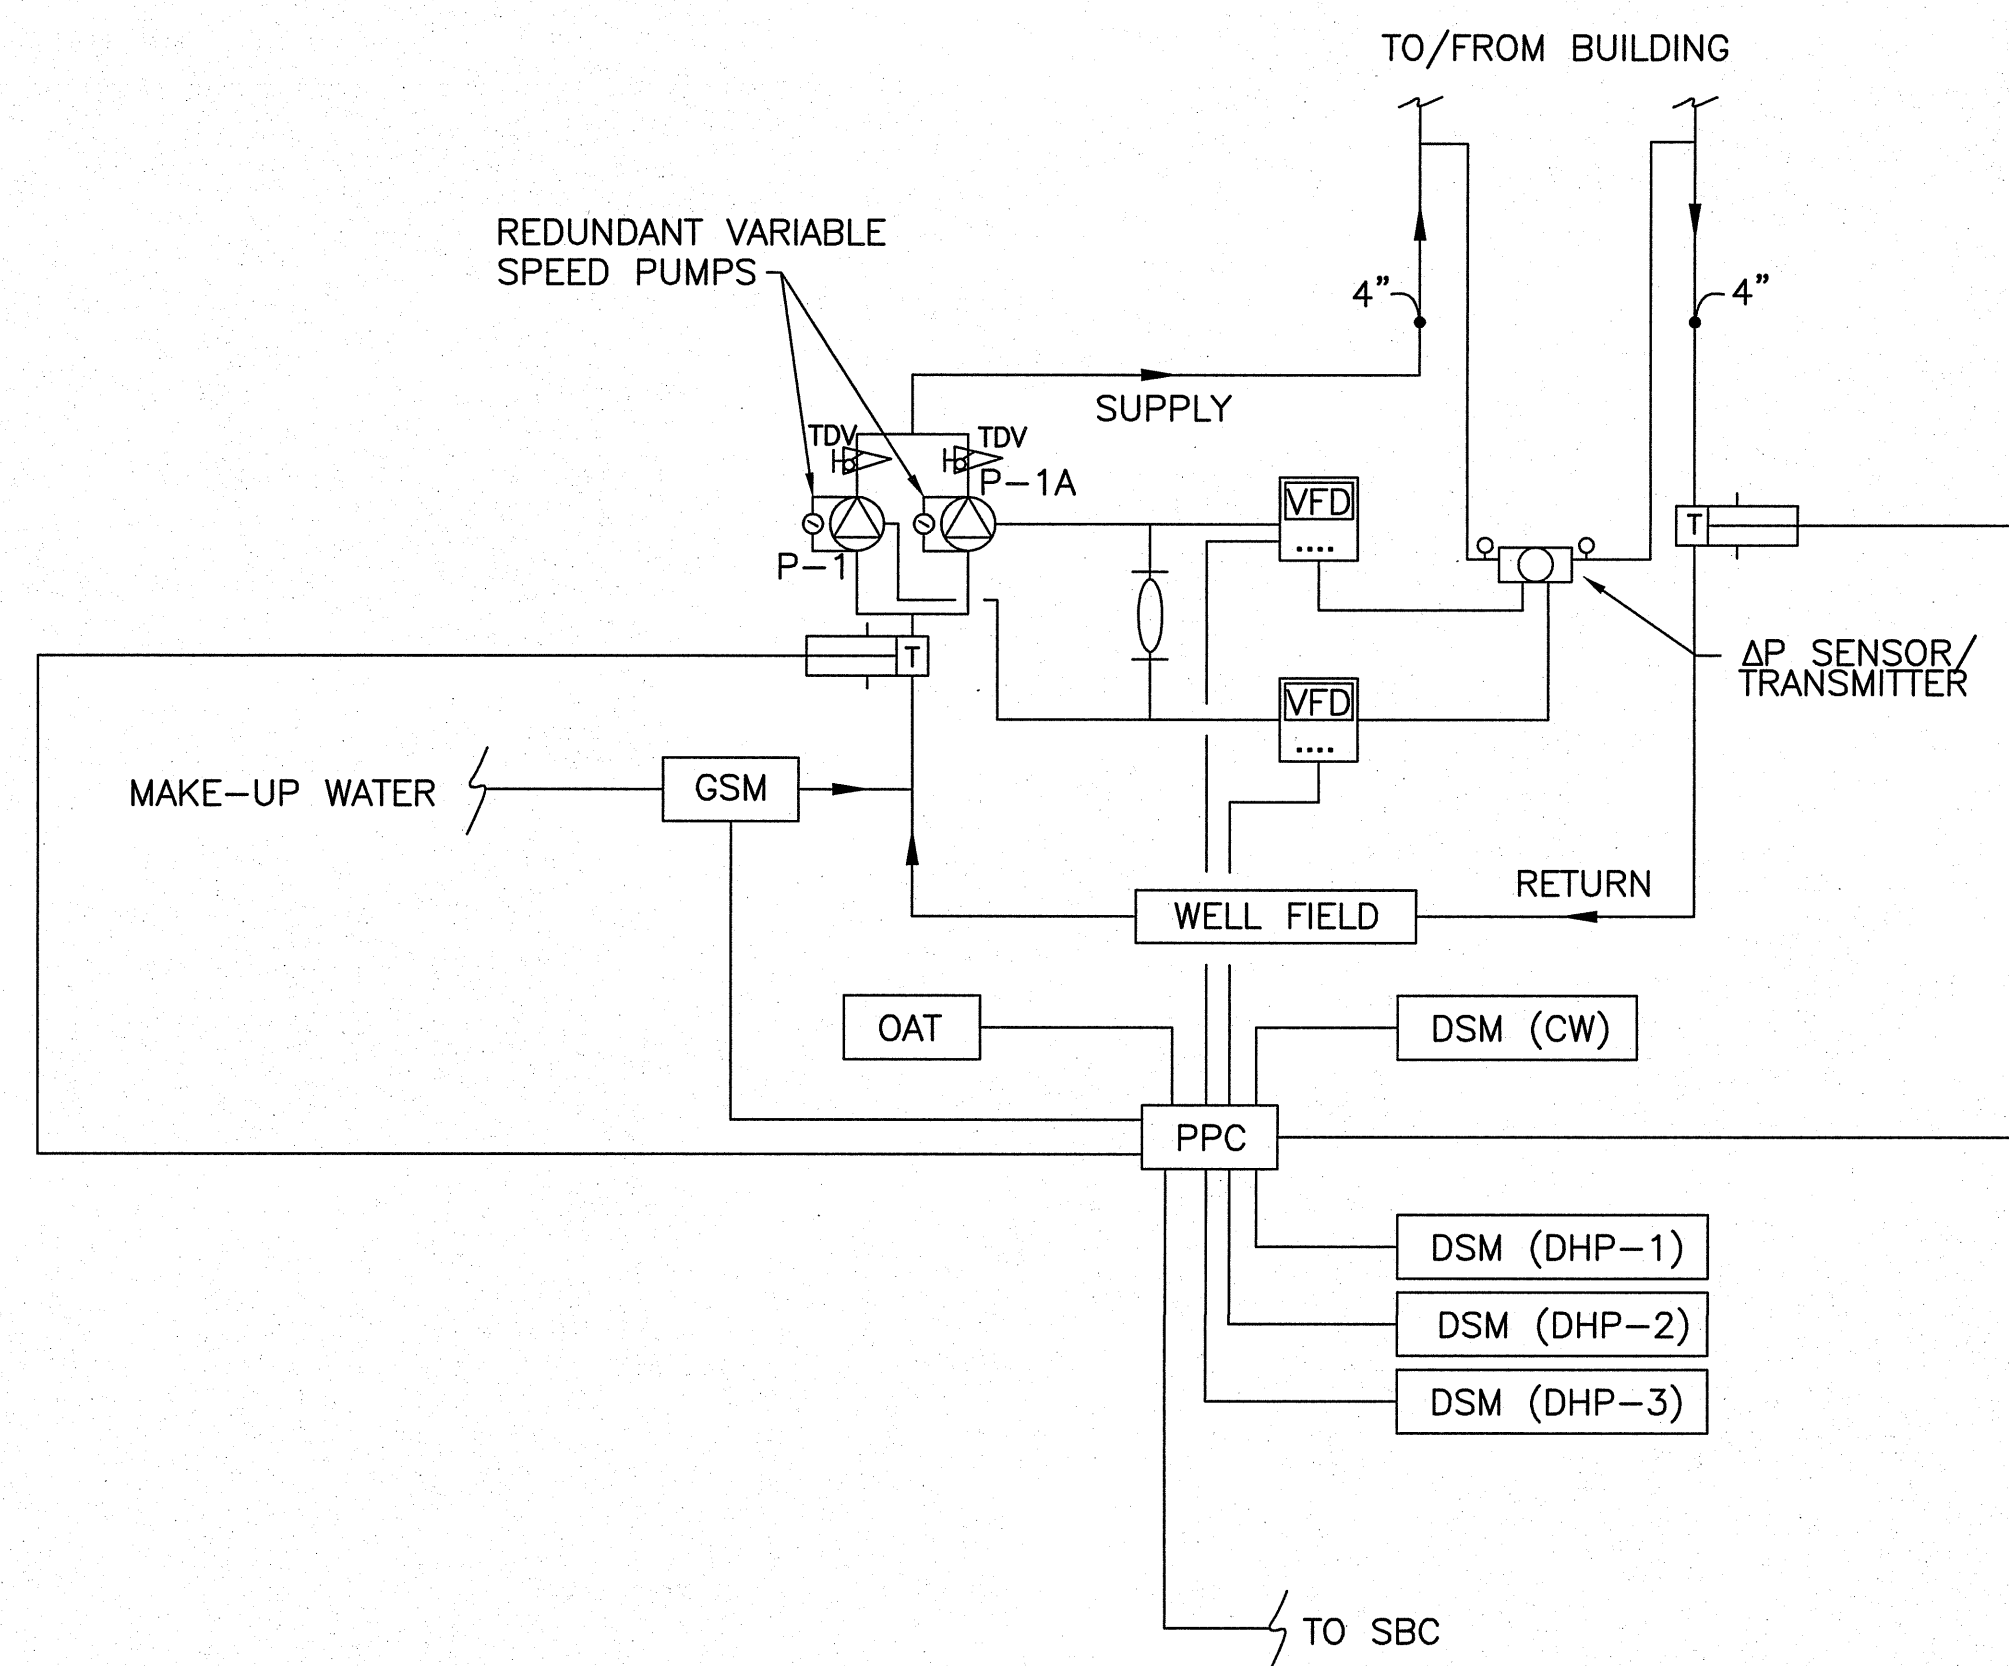 TO/FROM BUILDING
REDUNDANT VARIABLE
SPEED PUMPS
4"
4"
SUPPLY
TDV
TDV
P-1A
VFD
T
P-1
T
ΔP SENSOR/
TRANSMITTER
VFD
MAKE-UP WATER
GSM
RETURN
WELL FIELD
OAT
DSM (CW)
PPC
DSM (DHP-1)
DSM (DHP-2)
DSM (DHP-3)
TO SBC